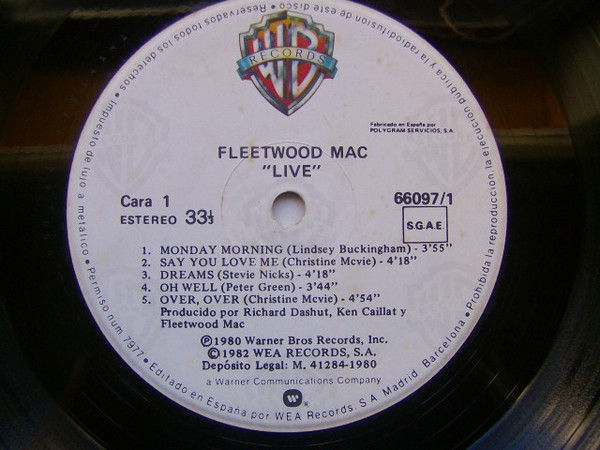 WB
RECORDS
Fabricado en España por
POLYGRAM SERVICIOS, S.A
FLEETWOOD MAC
"LIVE"
Cara 1
ESTEREO 33⅓
66097/1
S.G.A.E.
1. MONDAY MORNING (Lindsey Buckingham) - 3'55"
2. SAY YOU LOVE ME (Christine Mcvie) - 4'18"
3. DREAMS (Stevie Nicks) - 4'18"
4. OH WELL (Peter Green) - 3'44"
5. OVER, OVER (Christine Mcvie) - 4'54"
Producido por Richard Dashut, Ken Caillat y
Fleetwood Mac
Ⓟ1980 Warner Bros Records, Inc.
©1982 WEA RECORDS, S.A.
Depósito Legal: M. 41284-1980
a Warner Communications Company
W ®
Impuesto de lujo a metalico • Permiso núm 7977 • Editado en España por WEA Records. S A Madrid Barcelona • Prohibida la reproduccion, la ejecución publica y la radiodifusion de este disco • Reservados todos los derechos •